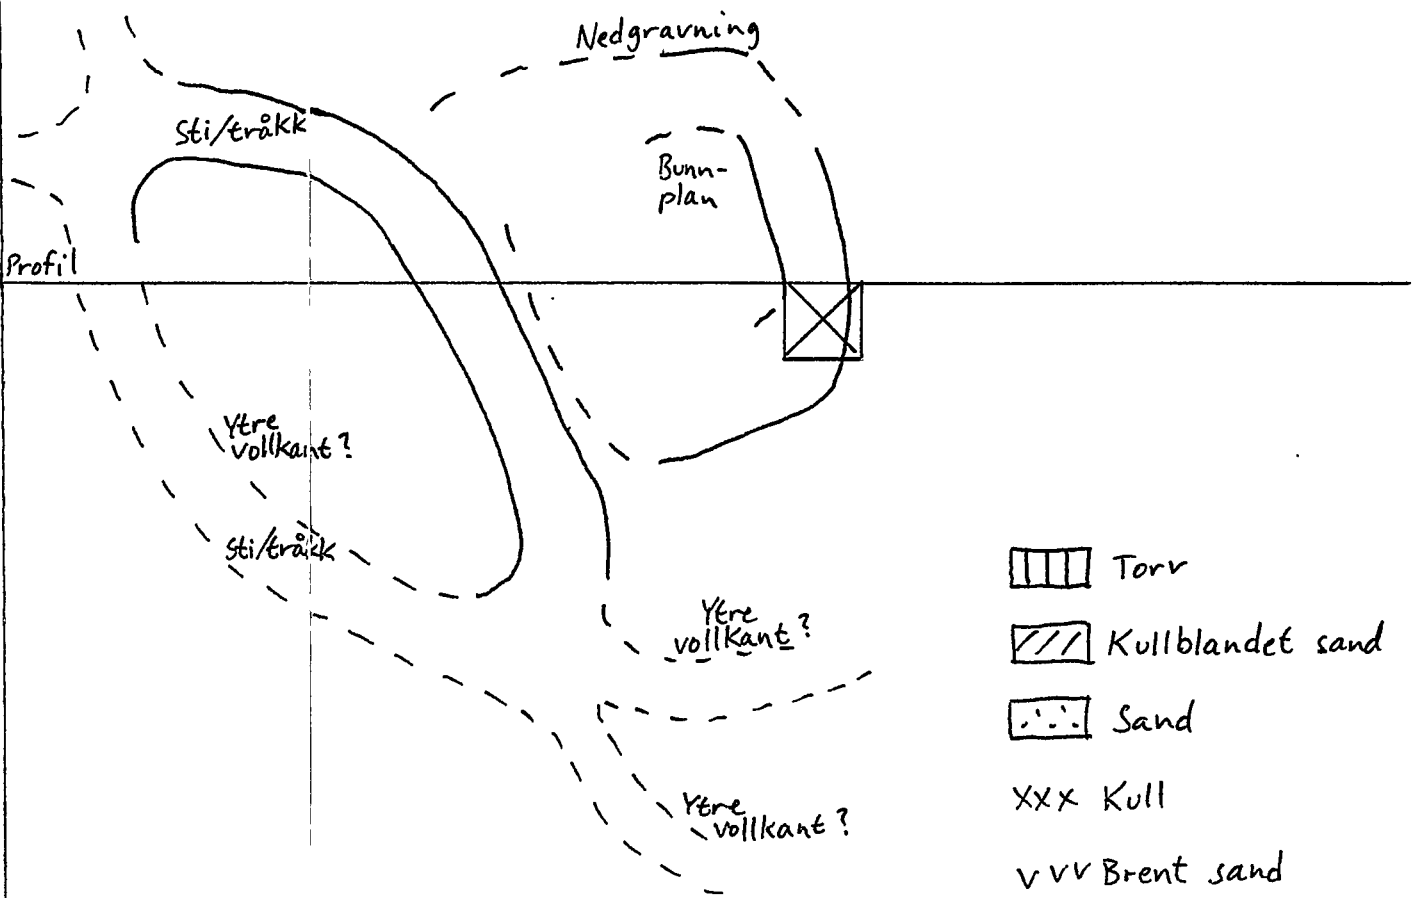 Nedgravning
Sti/tråkk
Bunn-
plan
Profil
Ytre
vollkant?
Sti/tråkk
Ytre
vollkant?
Ytre
vollkant?
Torv
Kullblandet sand
Sand
xxx Kull
v v v Brent sand